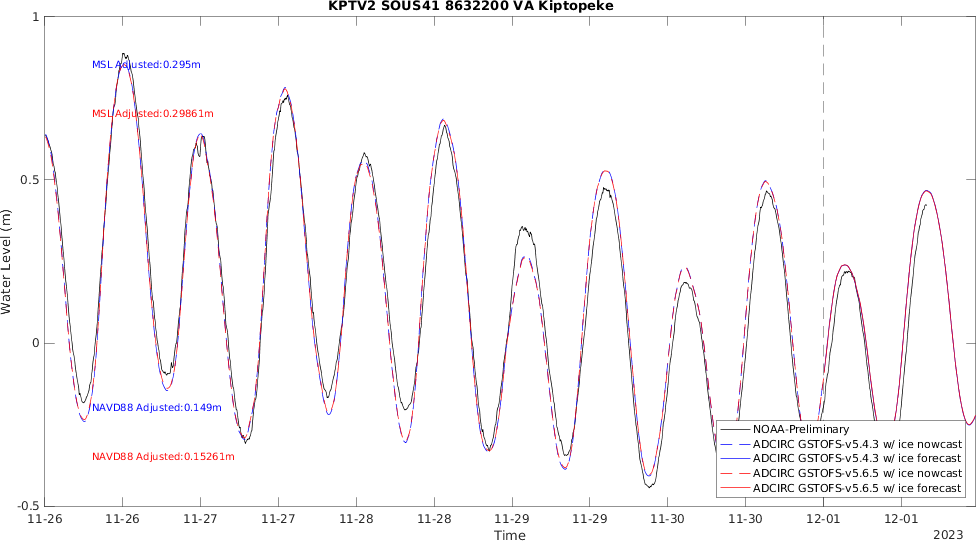 KPTV2 SOUS41 8632200 VA Kiptopeke
1
MSL Adjusted:0.295m
MSL Adjusted:0.29861m
0.5
Water Level (m)
0
NAVD88 Adjusted:0.149m
NAVD88 Adjusted:0.15261m
NOAA-Preliminary
ADCIRC GSTOFS-v5.4.3 w/ ice nowcast
ADCIRC GSTOFS-v5.4.3 w/ ice forecast
ADCIRC GSTOFS-v5.6.5 w/ ice nowcast
ADCIRC GSTOFS-v5.6.5 w/ ice forecast
-0.5
11-26 11-26 11-27 11-27 11-28 11-28 11-29 11-29 11-30 11-30 12-01 12-01
Time
2023